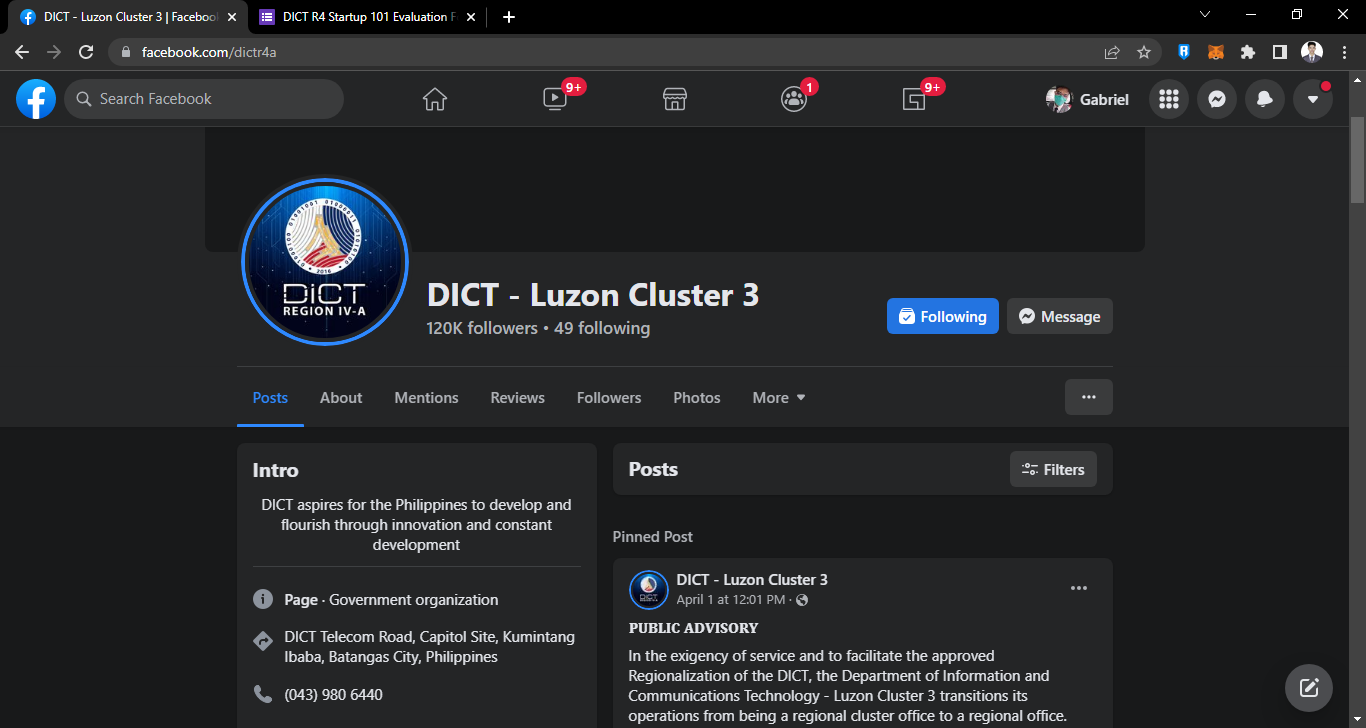 DICT - Luzon Cluster 3 | Faceboo
DICT R4 Startup 101 Evaluation F
facebook.com/dictr4a
Search Facebook
9+
1
9+
Gabriel
01001001 01000011
01010100
2016
DiCT
REGION IV-A
DICT - Luzon Cluster 3
120K followers • 49 following
Following
Message
Posts
About
Mentions
Reviews
Followers
Photos
More
Intro
DICT aspires for the Philippines to develop and
flourish through innovation and constant
development
Page · Government organization
DICT Telecom Road, Capitol Site, Kumintang
Ibaba, Batangas City, Philippines
(043) 980 6440
Posts
Filters
Pinned Post
DiCT
DICT - Luzon Cluster 3
April 1 at 12:01 PM ·
PUBLIC ADVISORY
In the exigency of service and to facilitate the approved
Regionalization of the DICT, the Department of Information and
Communications Technology - Luzon Cluster 3 transitions its
operations from being a regional cluster office to a regional office.